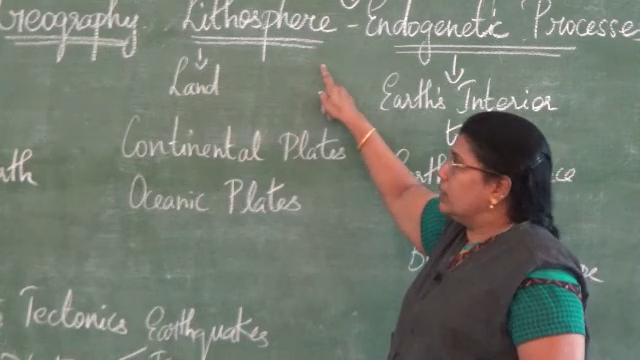 Geography Lithosphere - Endogenetic Processes
Land
Earth's Interior
Continental Plates
Oceanic Plates
Tectonics Earthquakes